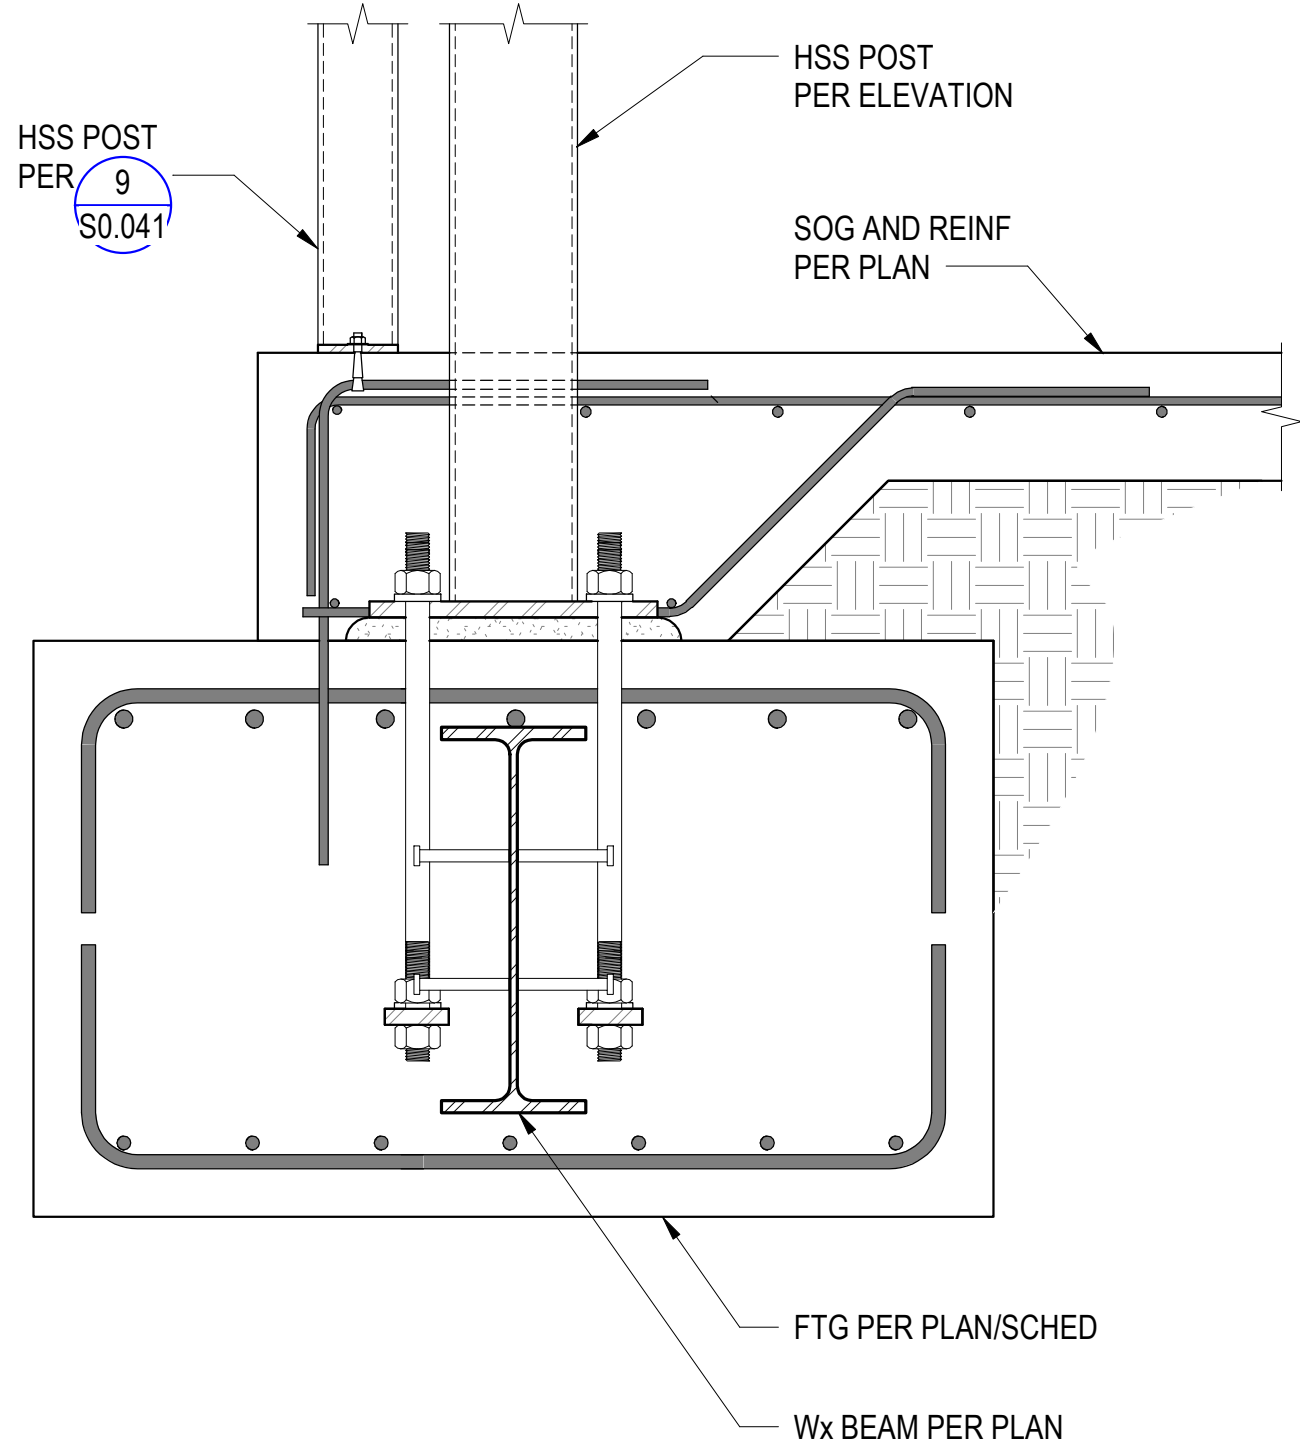 HSS POST
PER ELEVATION
HSS POST
PER 9
S0.041
SOG AND REINF
PER PLAN
FTG PER PLAN/SCHED
Wx BEAM PER PLAN